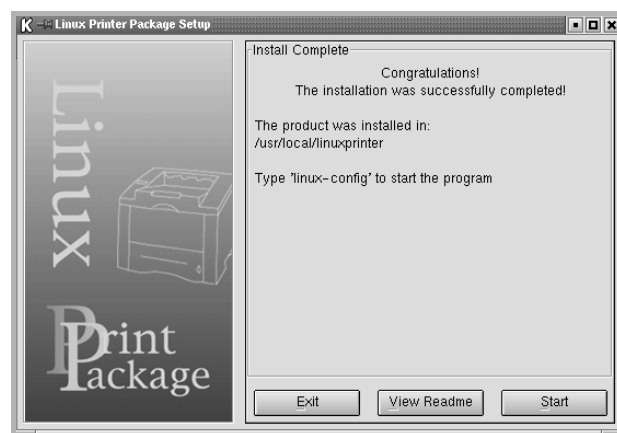 Linux Printer Package Setup
Linux
Print
Package
Install Complete
Congratulations!
The installation was successfully completed!
The product was installed in:
/usr/local/linuxprinter
Type 'linux-config' to start the program
Exit
View Readme
Start